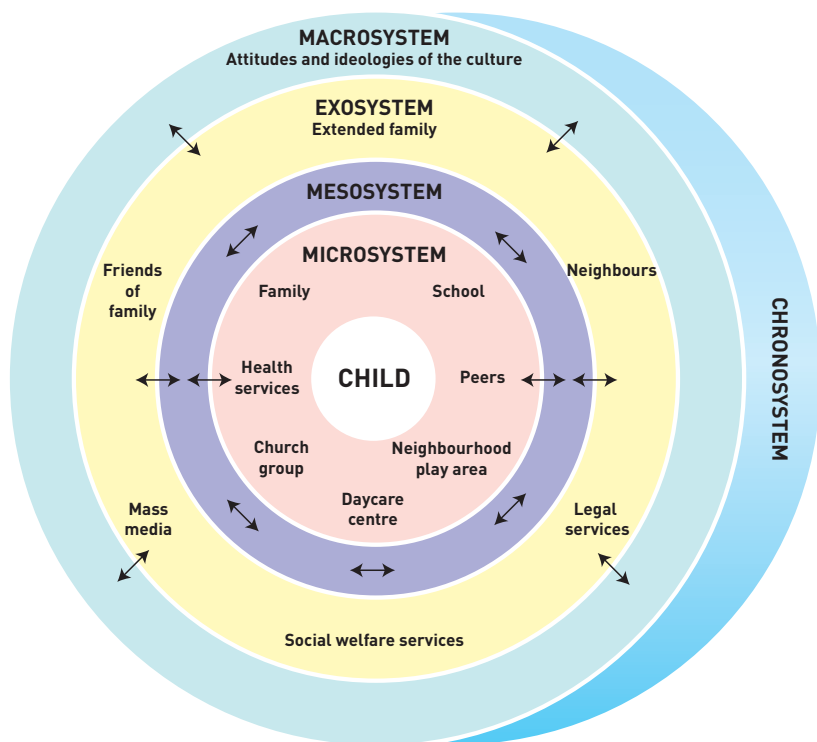 MACROSYSTEM
Attitudes and ideologies of the culture
EXOSYSTEM
Extended family
MESOSYSTEM
MICROSYSTEM
Friends
of
family
Neighbours
Family
School
CHRONOSYSTEM
Health
services
CHILD
Peers
Church
group
Neighbourhood
play area
Daycare
centre
Mass
media
Legal
services
Social welfare services